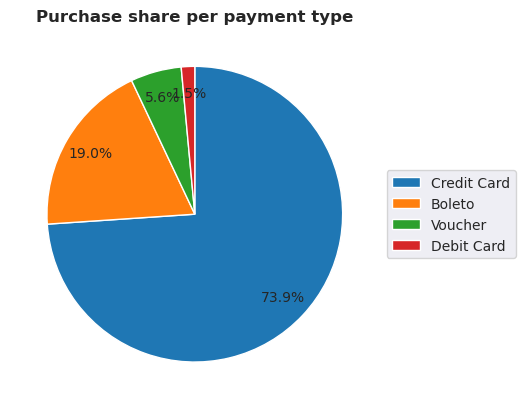 Purchase share per payment type
5.6%
1.5%
19.0%
73.9%
Credit Card
Boleto
Voucher
Debit Card